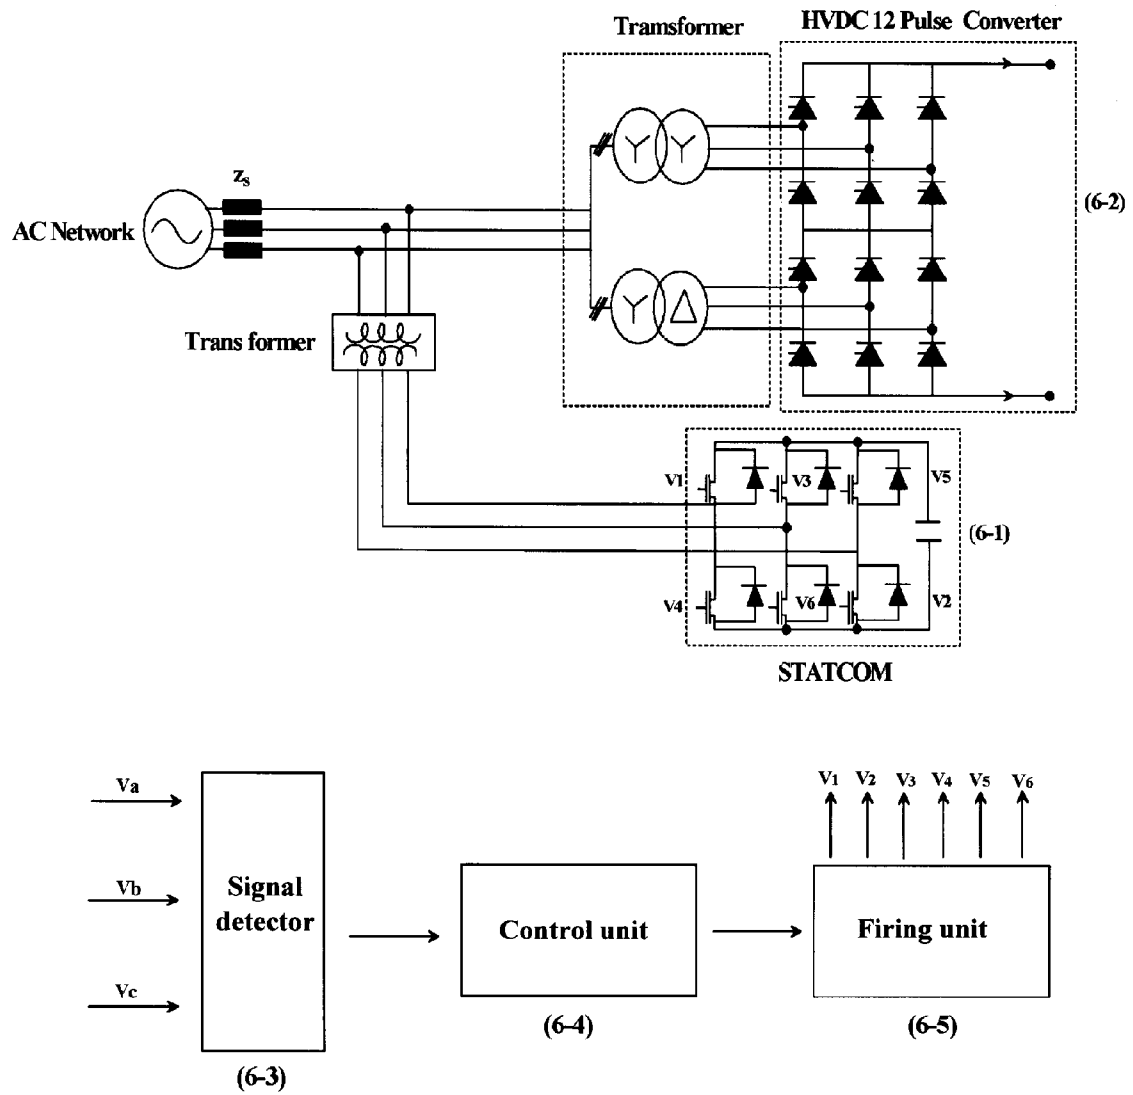 HVDC 12 Pulse Converter
Tramsformer
zs
(6-2)
AC Network
Trans former
V1
V3
V5
(6-1)
V4
V6
V2
STATCOM
Va
Vb
Vc
Signal
detector
(6-3)
Control unit
(6-4)
V1 V2 V3 V4 V5 V6
Firing unit
(6-5)